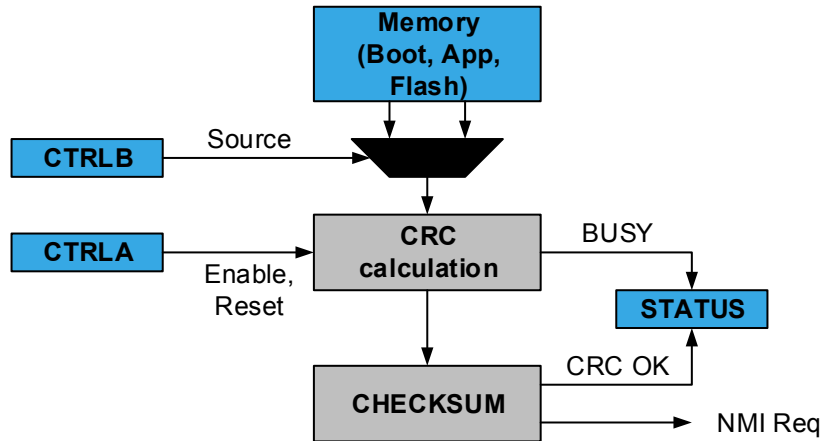 Memory
(Boot, App,
Flash)
CTRLB
Source
CTRLA
Enable,
Reset
CRC
calculation
BUSY
STATUS
CHECKSUM
CRC OK
NMI Req